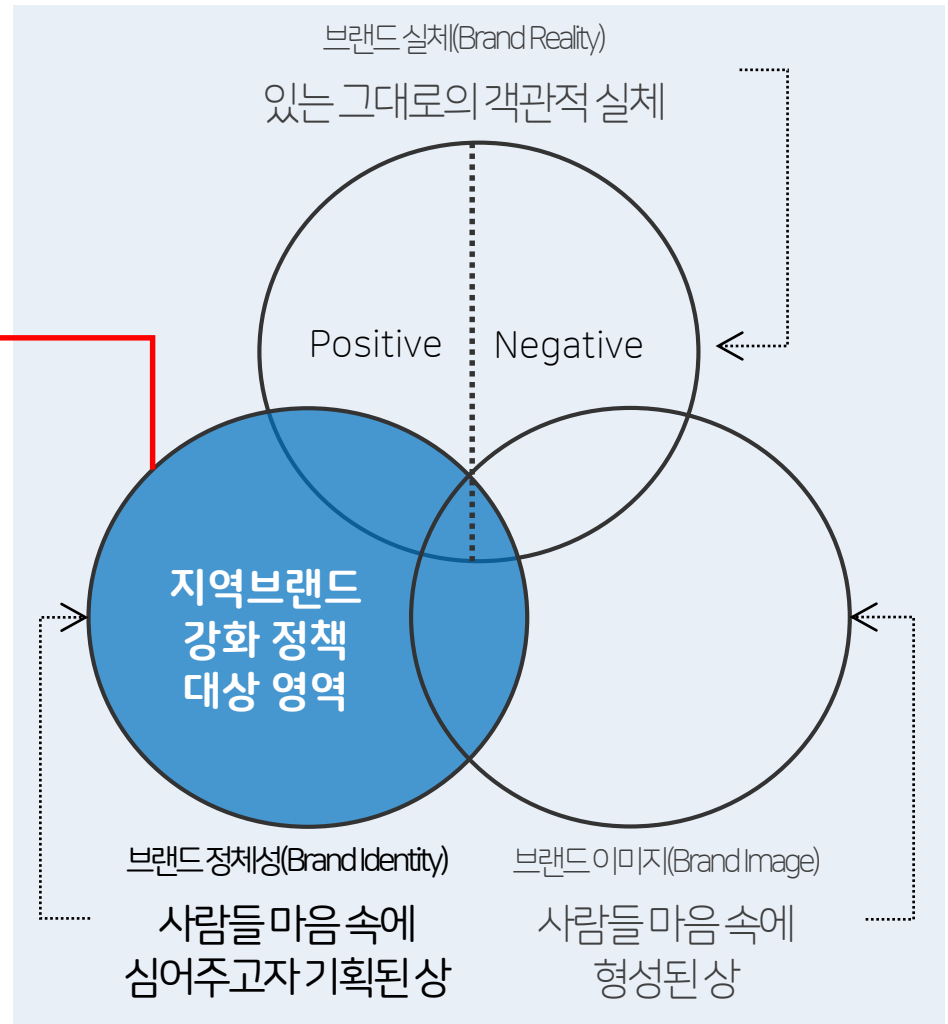 브랜드 실체(Brand Reality)
있는 그대로의 객관적 실체
Positive
Negative
지역브랜드
강화 정책
대상 영역
브랜드 정체성(Brand Identity)
사람들 마음 속에
심어주고자 기획된 상
브랜드 이미지(Brand Image)
사람들 마음 속에
형성된 상